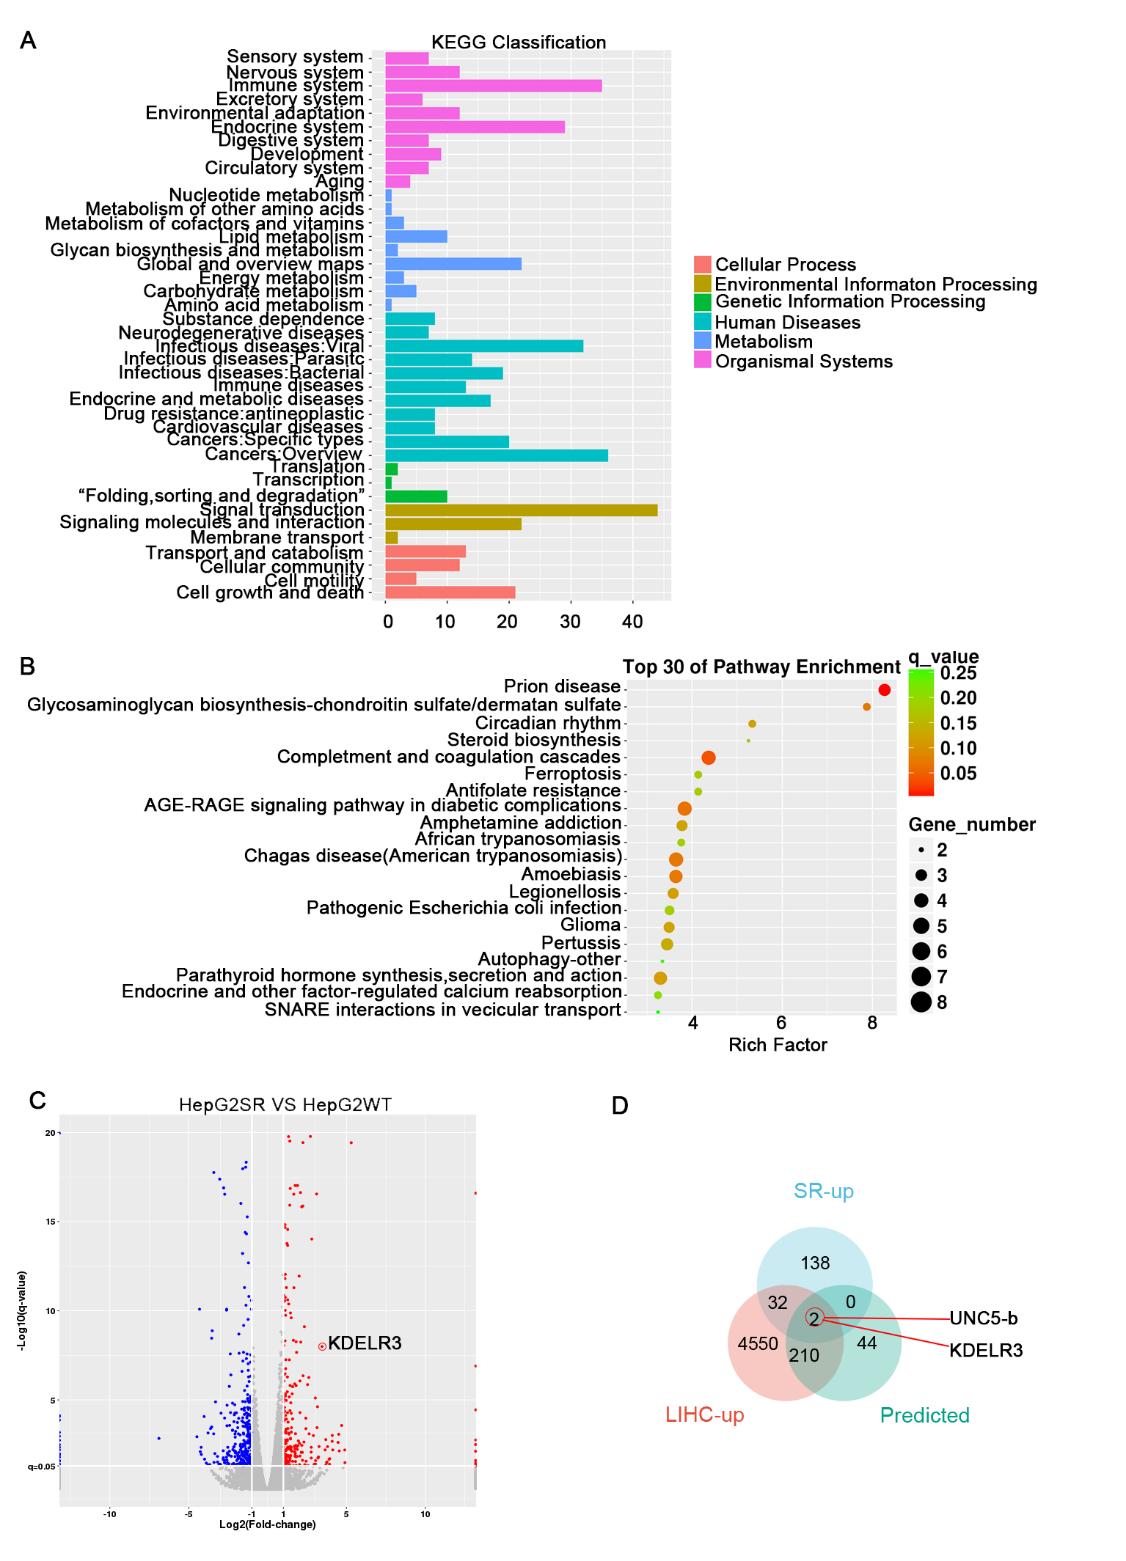 A
KEGG Classification
Sensory system
Nervous system
Immune system
Excretory system
Environmental adaptation
Endocrine system
Digestive system
Development
Circulatory system
Aging
Nucleotide metabolism
Metabolism of other amino acids
Metabolism of cofactors and vitamins
Lipid metabolism
Glycan biosynthesis and metabolism
Global and overview maps
Energy metabolism
Carbohydrate metabolism
Amino acid metabolism
Substance dependence
Neurodegenerative diseases
Infectious diseases:Viral
Infectious diseases:Parasitc
Infectious diseases:Bacterial
Immune diseases
Endocrine and metabolic diseases
Drug resistance:antineoplastic
Cardiovascular diseases
Cancers:Specific types
Cancers:Overview
Translation
Transcription
“Folding,sorting and degradation”
Signal transduction
Signaling molecules and interaction
Membrane transport
Transport and catabolism
Cellular community
Cell motility
Cell growth and death
0 10 20 30 40
Cellular Process
Environmental Informaton Processing
Genetic Information Processing
Human Diseases
Metabolism
Organismal Systems
B
Top 30 of Pathway Enrichment
Prion disease
Glycosaminoglycan biosynthesis-chondroitin sulfate/dermatan sulfate
Circadian rhythm
Steroid biosynthesis
Completment and coagulation cascades
Ferroptosis
Antifolate resistance
AGE-RAGE signaling pathway in diabetic complications
Amphetamine addiction
African trypanosomiasis
Chagas disease(American trypanosomiasis)
Amoebiasis
Legionellosis
Pathogenic Escherichia coli infection
Glioma
Pertussis
Autophagy-other
Parathyroid hormone synthesis,secretion and action
Endocrine and other factor-regulated calcium reabsorption
SNARE interactions in vecicular transport
4 6 8
Rich Factor
q_value
0.25
0.20
0.15
0.10
0.05
Gene_number
2
3
4
5
6
7
8
C
HepG2SR VS HepG2WT
20
15
10
5
q=0.05
-Log10(q-value)
KDELR3
-10 -5 -1 1 5 10
Log2(Fold-change)
D
SR-up
138
32 0
2
UNC5-b
4550 210 44
KDELR3
LIHC-up
Predicted